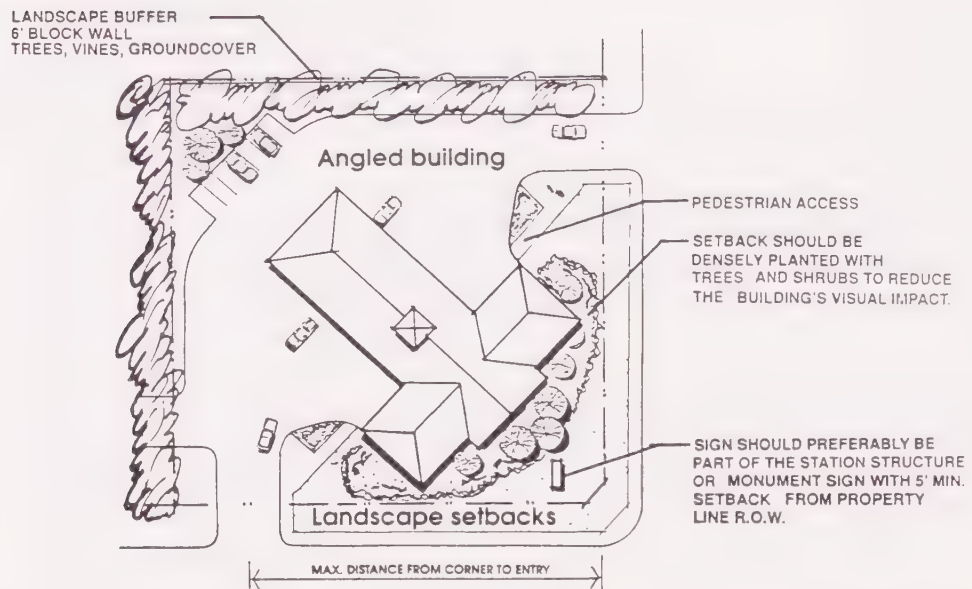 LANDSCAPE BUFFER
6' BLOCK WALL
TREES, VINES, GROUNDCOVER
Angled building
PEDESTRIAN ACCESS
SETBACK SHOULD BE
DENSELY PLANTED WITH
TREES AND SHRUBS TO REDUCE
THE BUILDING'S VISUAL IMPACT.
SIGN SHOULD PREFERABLY BE
PART OF THE STATION STRUCTURE
OR MONUMENT SIGN WITH 5' MIN.
SETBACK FROM PROPERTY
LINE R.O.W.
Landscape setbacks
MAX. DISTANCE FROM CORNER TO ENTRY